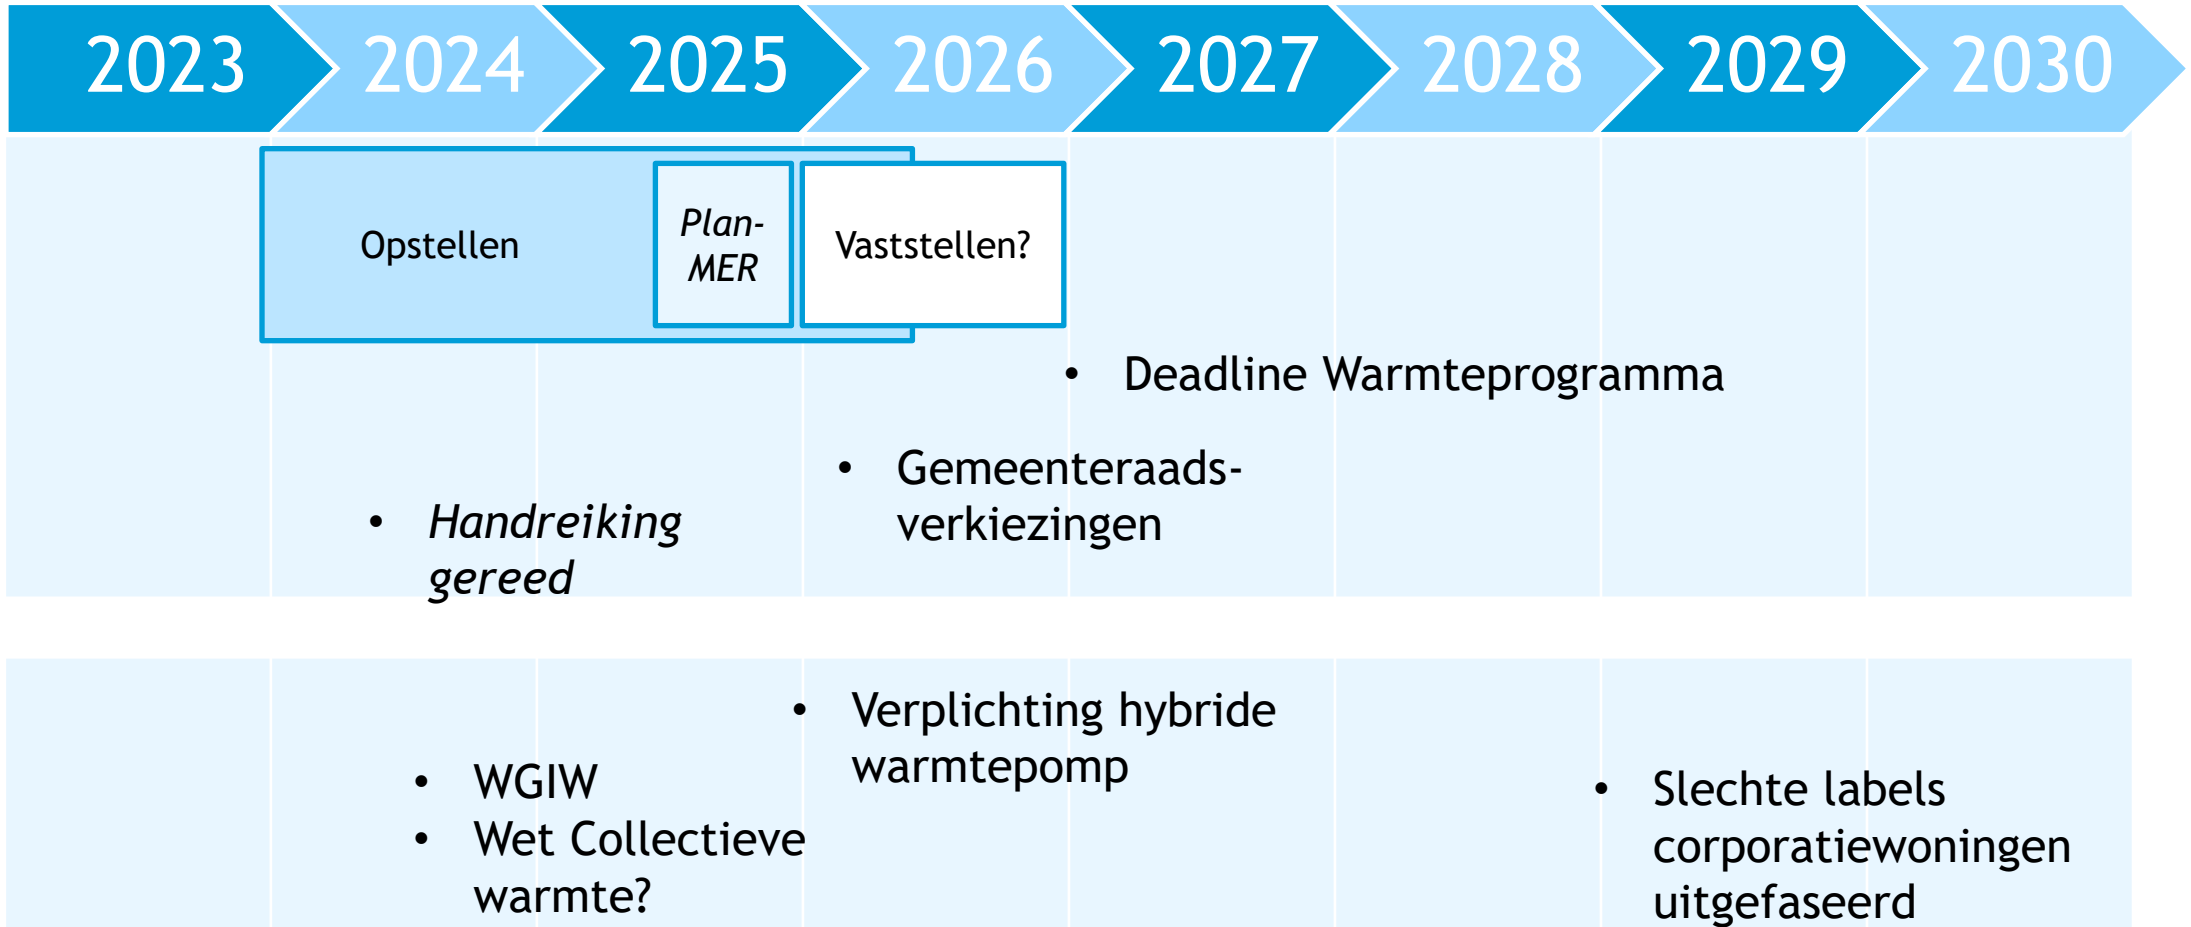 2023 2024 2025 2026 2027 2028 2029 2030
Opstellen
Plan-
MER
Vaststellen?
• Deadline Warmteprogramma
• Gemeenteraads-
verkiezingen
• Handreiking
gereed
• Verplichting hybride
warmtepomp
• WGIW
• Wet Collectieve
warmte?
• Slechte labels
corporatiewoningen
uitgefaseerd